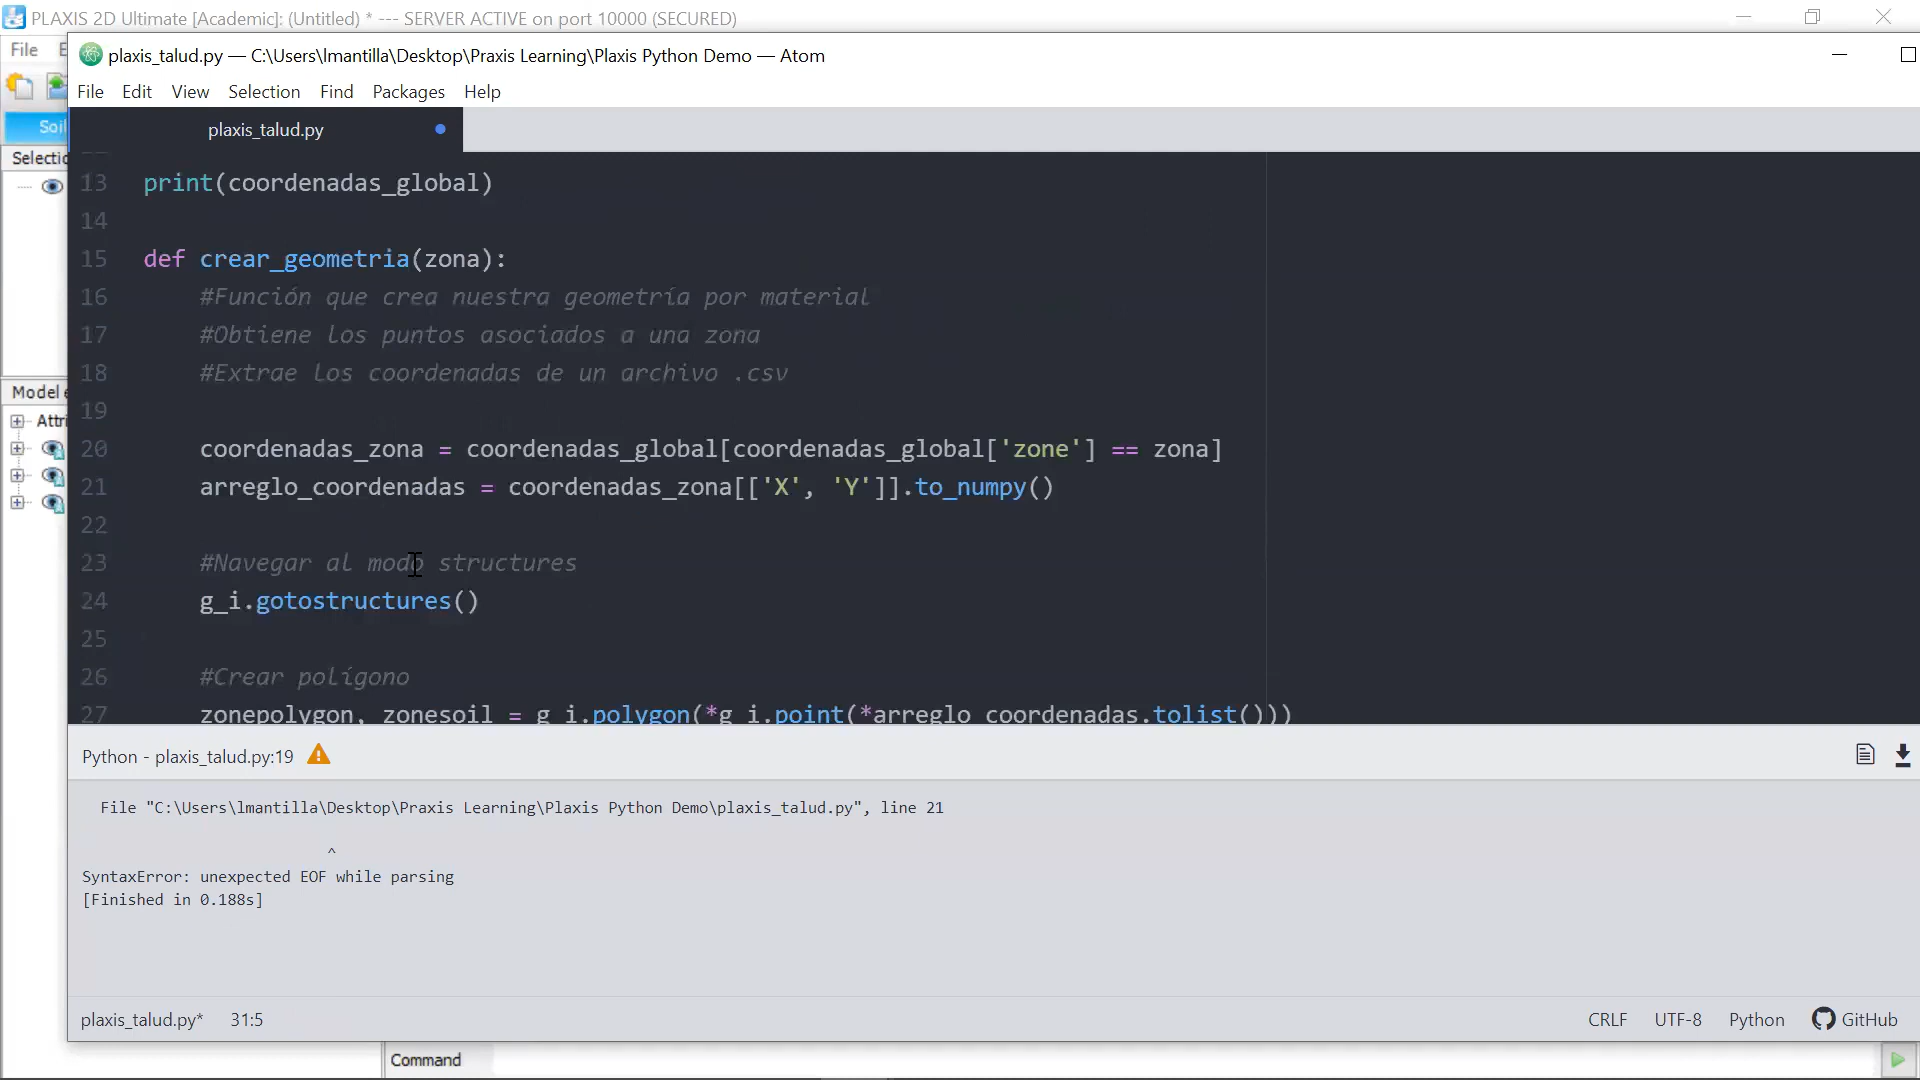 PLAXIS 2D Ultimate [Academic]: (Untitled) * --- SERVER ACTIVE on port 10000 (SECURED)
File
plaxis_talud.py — C:\Users\lmantilla\Desktop\Praxis Learning\Plaxis Python Demo — Atom
File Edit View Selection Find Packages Help
Soil
plaxis_talud.py
Selectio
13 print(coordenadas_global)
14
15 def crear_geometria(zona):
16 #Función que crea nuestra geometría por material
17 #Obtiene los puntos asociados a una zona
18 #Extrae los coordenadas de un archivo .csv
Model e
19
Attri
20 coordenadas_zona = coordenadas_global[coordenadas_global['zone'] == zona]
21 arreglo_coordenadas = coordenadas_zona[['X', 'Y']].to_numpy()
22
23 #Navegar al modo structures
24 g_i.gotostructures()
25
26 #Crear polígono
27 zonepolygon, zonesoil = g_i.polygon(*g_i.point(*arreglo_coordenadas.tolist()))
Python - plaxis_talud.py:19
File "C:\Users\lmantilla\Desktop\Praxis Learning\Plaxis Python Demo\plaxis_talud.py", line 21
^
SyntaxError: unexpected EOF while parsing
[Finished in 0.188s]
plaxis_talud.py* 31:5 CRLF UTF-8 Python GitHub
Command